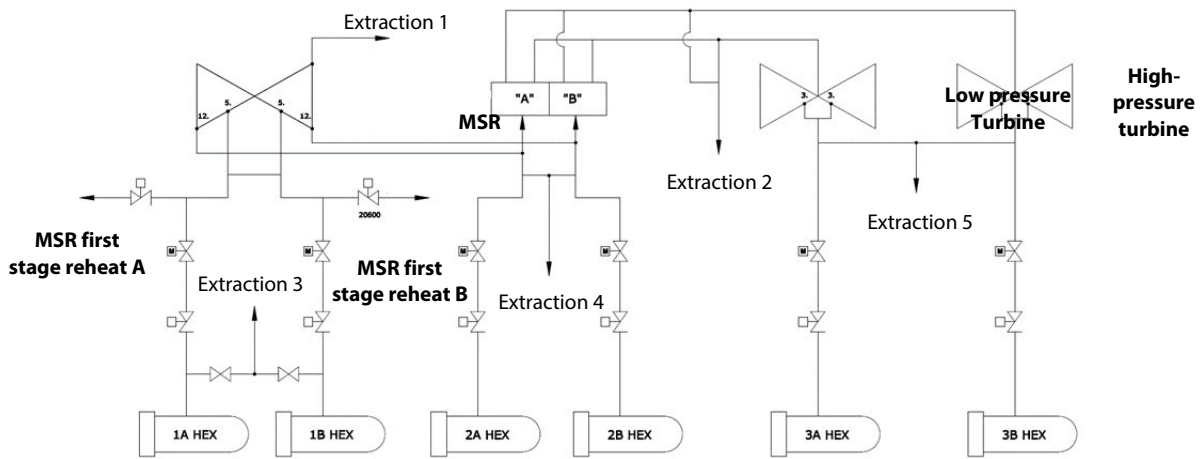 Extraction 1
"A"
"B"
5.
5.
12.
12.
3.
3.
MSR
Low pressure
Turbine
High-
pressure
turbine
Extraction 2
Extraction 5
20600
MSR first
stage reheat A
MSR first
stage reheat B
M
M
M
M
M
M
Extraction 3
Extraction 4
1A HEX
1B HEX
2A HEX
2B HEX
3A HEX
3B HEX